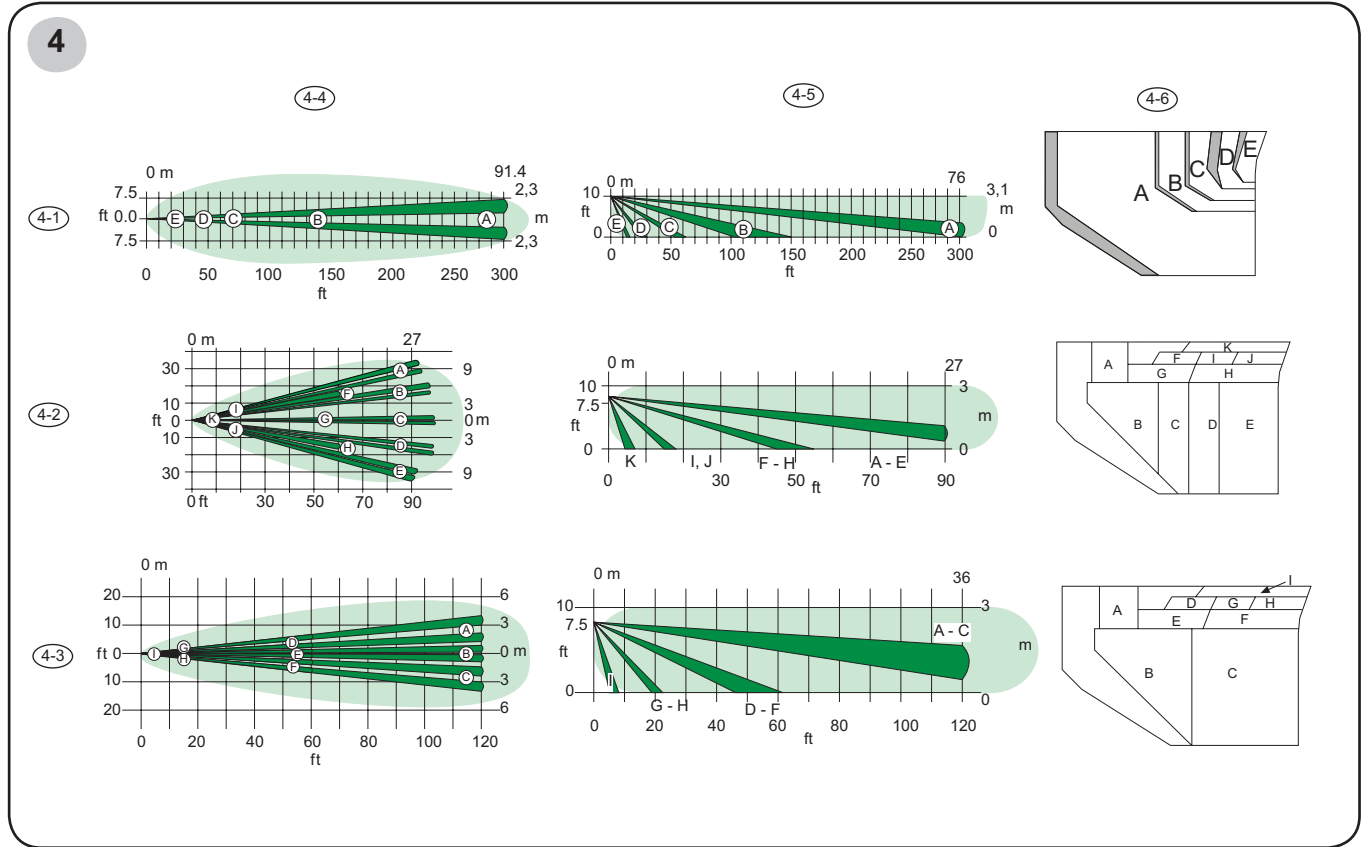 4
4-4 4-5 4-6
4-1
0 m 91.4
7.5 2,3
ft 0.0 E D C B A m
7.5 2,3
0 50 100 150 200 250 300
ft
0 m 76
10 3,1
ft m
E D C B A
0 0
0 50 100 150 200 250 300
ft
A B C D E
4-2
0 m 27
30 A 9
F B
10 I 3
ft 0 K G C 0 m
10 J H D 3
30 E 9
0 ft 30 50 70 90
0 m 27
10 3
7.5
ft m
0 0
K I, J F - H A - E
30 50 70 90
ft
K
A F I J
G H
B C D E
4-3
0 m
20 6
10 A 3
G D
ft 0 I E B 0 m
H F
10 C 3
20 6
0 20 40 60 80 100 120
ft
0 m 36
10 3
7.5 A - C
ft m
I
0 0
G - H D - F
0 20 40 60 80 100 120
ft
I
A D G H
E F
B C